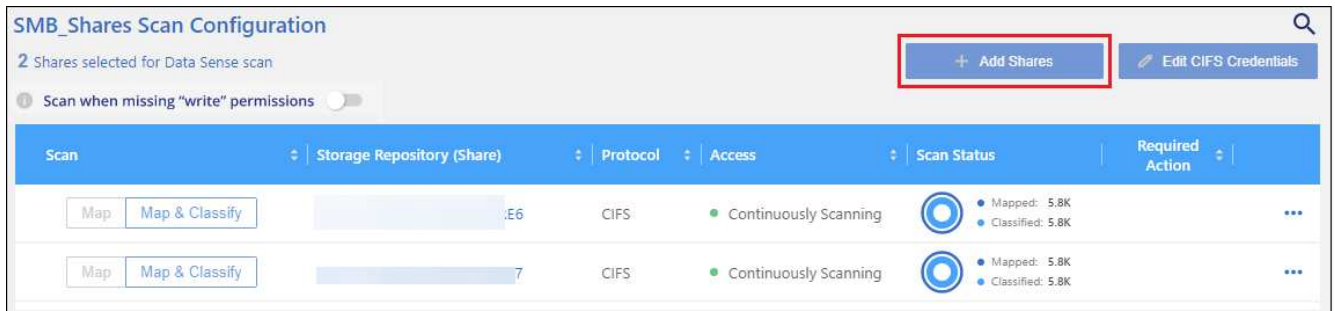 SMB_Shares Scan Configuration
2 Shares selected for Data Sense scan
+ Add Shares
Edit CIFS Credentials
Scan when missing "write" permissions
Scan
Storage Repository (Share)
Protocol
Access
Scan Status
Required
Action
Map
Map & Classify
.E6
CIFS
Continuously Scanning
Mapped: 5.8K
Classified: 5.8K
Map
Map & Classify
7
CIFS
Continuously Scanning
Mapped: 5.8K
Classified: 5.8K